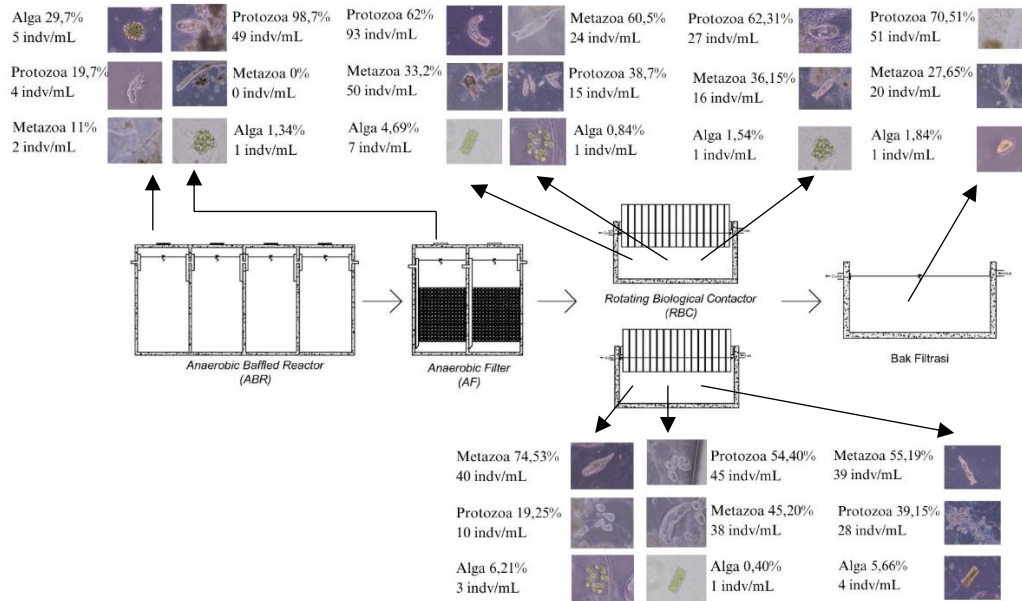 Alga 29,7%
5 indv/mL
Protozoa 19,7%
4 indv/mL
Metazoa 11%
2 indv/mL
Protozoa 98,7%
49 indv/mL
Metazoa 0%
0 indv/mL
Alga 1,34%
1 indv/mL
Protozoa 62%
93 indv/mL
Metazoa 33,2%
50 indv/mL
Alga 4,69%
7 indv/mL
Metazoa 60,5%
24 indv/mL
Protozoa 38,7%
15 indv/mL
Alga 0,84%
1 indv/mL
Protozoa 62,31%
27 indv/mL
Metazoa 36,15%
16 indv/mL
Alga 1,54%
1 indv/mL
Protozoa 70,51%
51 indv/mL
Metazoa 27,65%
20 indv/mL
Alga 1,84%
1 indv/mL
Anaerobic Baffled Reactor
(ABR)
Anaerobic Filter
(AF)
Rotating Biological Contactor
(RBC)
Bak Filtrasi
Metazoa 74,53%
40 indv/mL
Protozoa 19,25%
10 indv/mL
Alga 6,21%
3 indv/mL
Protozoa 54,40%
45 indv/mL
Metazoa 45,20%
38 indv/mL
Alga 0,40%
1 indv/mL
Metazoa 55,19%
39 indv/mL
Protozoa 39,15%
28 indv/mL
Alga 5,66%
4 indv/mL